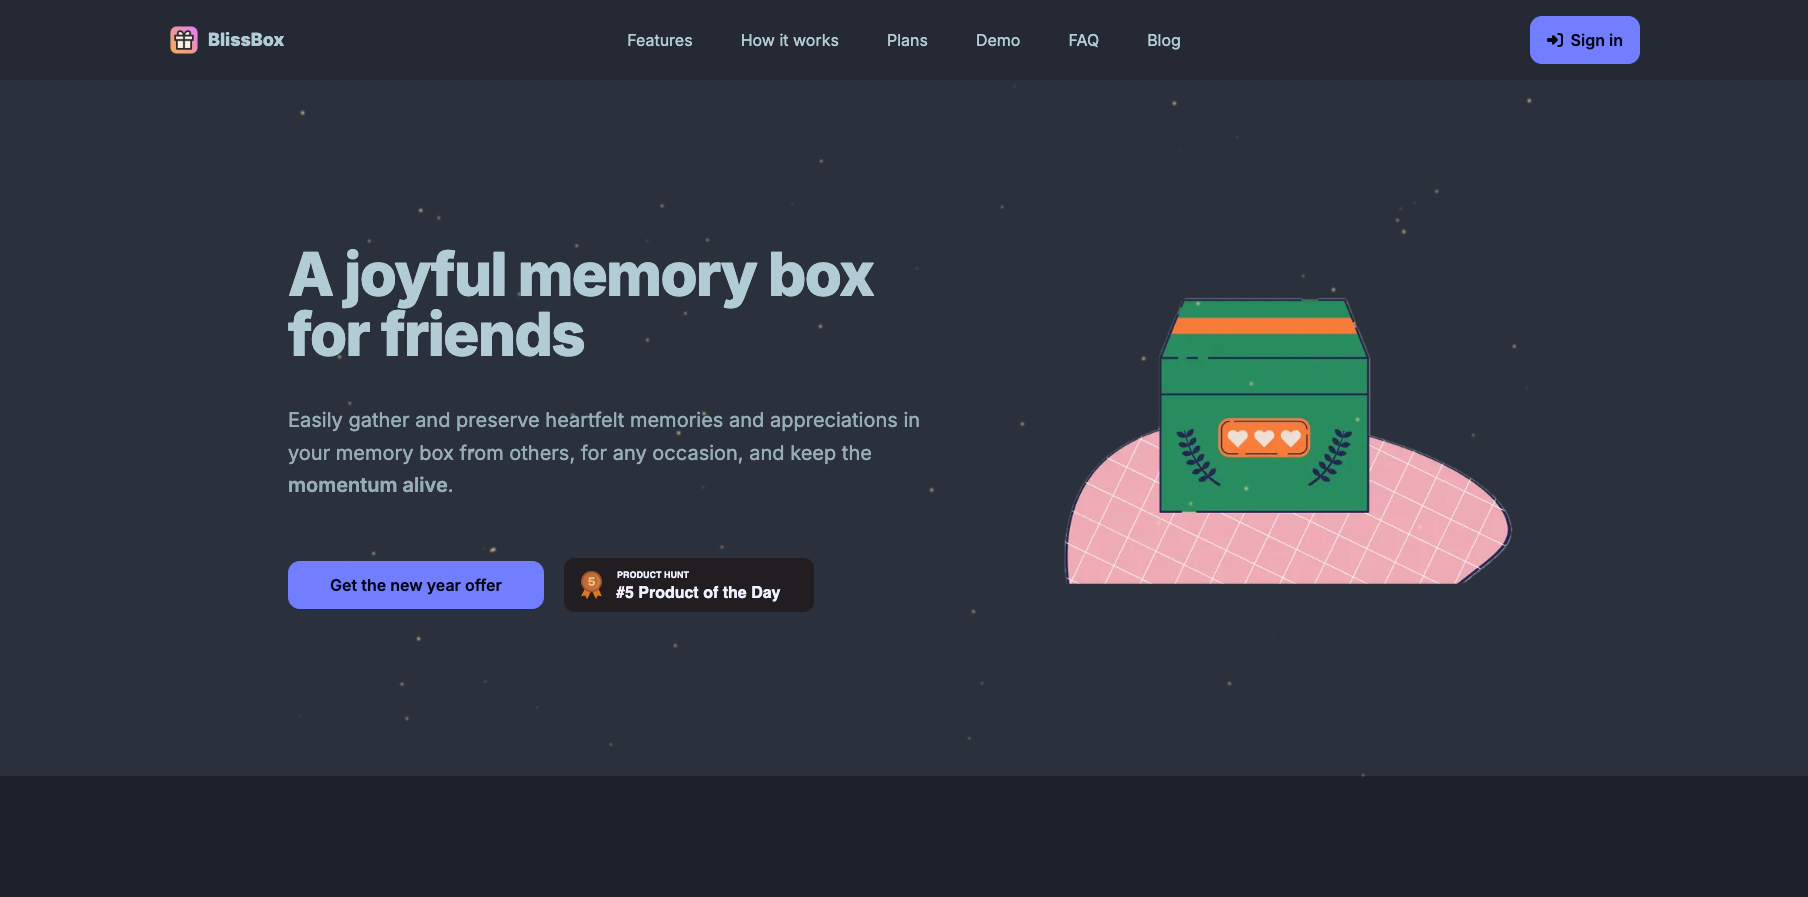 BlissBox
Features
How it works
Plans
Demo
FAQ
Blog
Sign in
A joyful memory box
for friends
Easily gather and preserve heartfelt memories and appreciations in
your memory box from others, for any occasion, and keep the
momentum alive.
Get the new year offer
5
PRODUCT HUNT
#5 Product of the Day